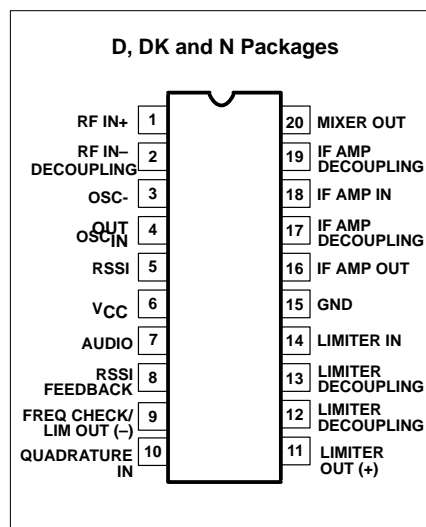 D, DK and N Packages
RF IN+ 1
RF IN–
DECOUPLING 2
OSC- 3
OUT
OSC IN 4
RSSI 5
VCC 6
AUDIO 7
RSSI
FEEDBACK 8
FREQ CHECK/
LIM OUT (–) 9
QUADRATURE
IN 10
20 MIXER OUT
19 IF AMP
DECOUPLING
18 IF AMP IN
17 IF AMP
DECOUPLING
16 IF AMP OUT
15 GND
14 LIMITER IN
13 LIMITER
DECOUPLING
12 LIMITER
DECOUPLING
11 LIMITER
OUT (+)